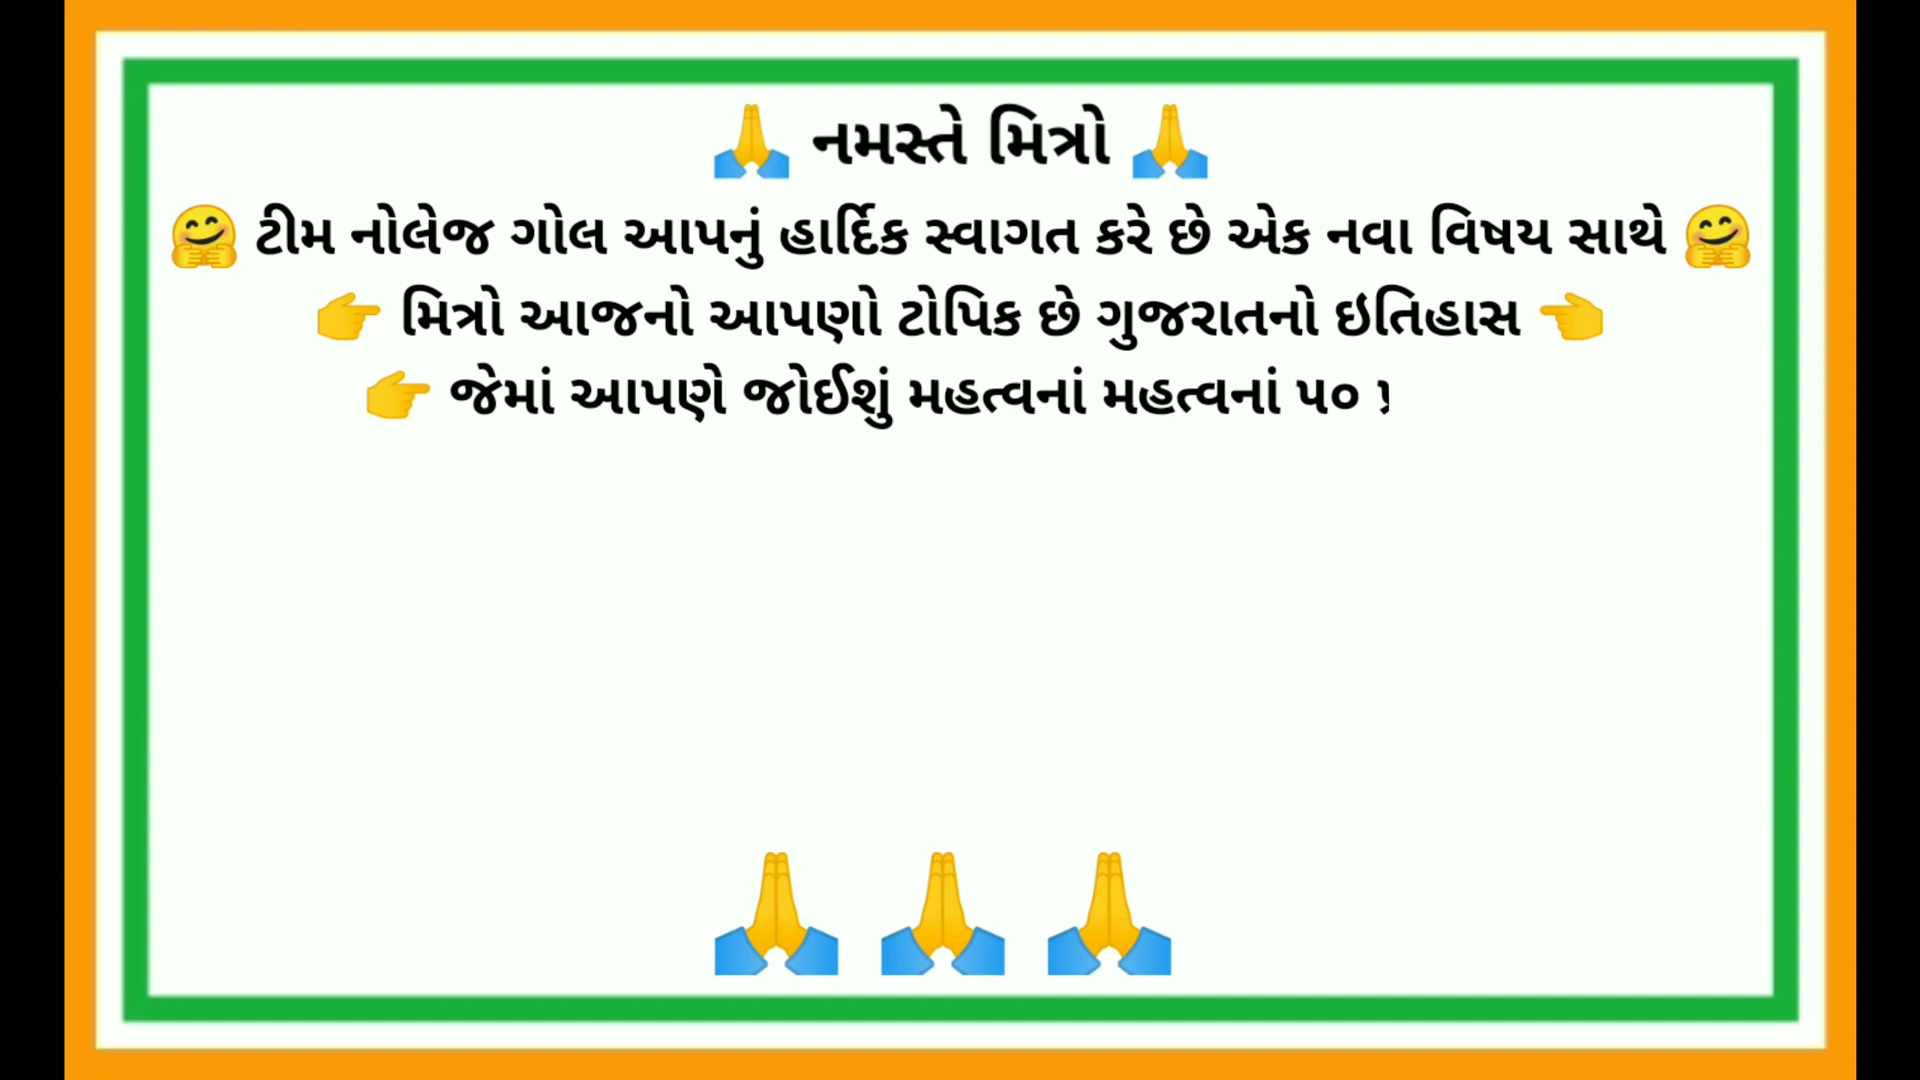 🙏 નમસ્તે મિત્રો 🙏
🤗 ટીમ નોલેજ ગોલ આપનું હાર્દિક સ્વાગત કરે છે એક નવા વિષય સાથે 🤗
👉 મિત્રો આજનો આપણો ટોપિક છે ગુજરાતનો ઇતિહાસ 👈
👉 જેમાં આપણે જોઈશું મહત્વનાં મહત્વનાં ૫૦
🙏 🙏 🙏